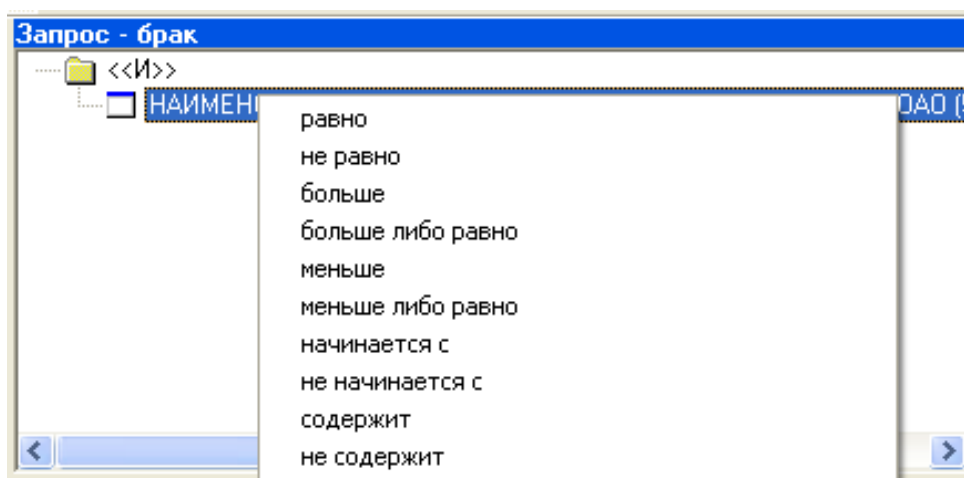 Запрос - брак
<<И>>
ОАО
равно
не равно
больше
больше либо равно
меньше
меньше либо равно
начинается с
не начинается с
содержит
не содержит